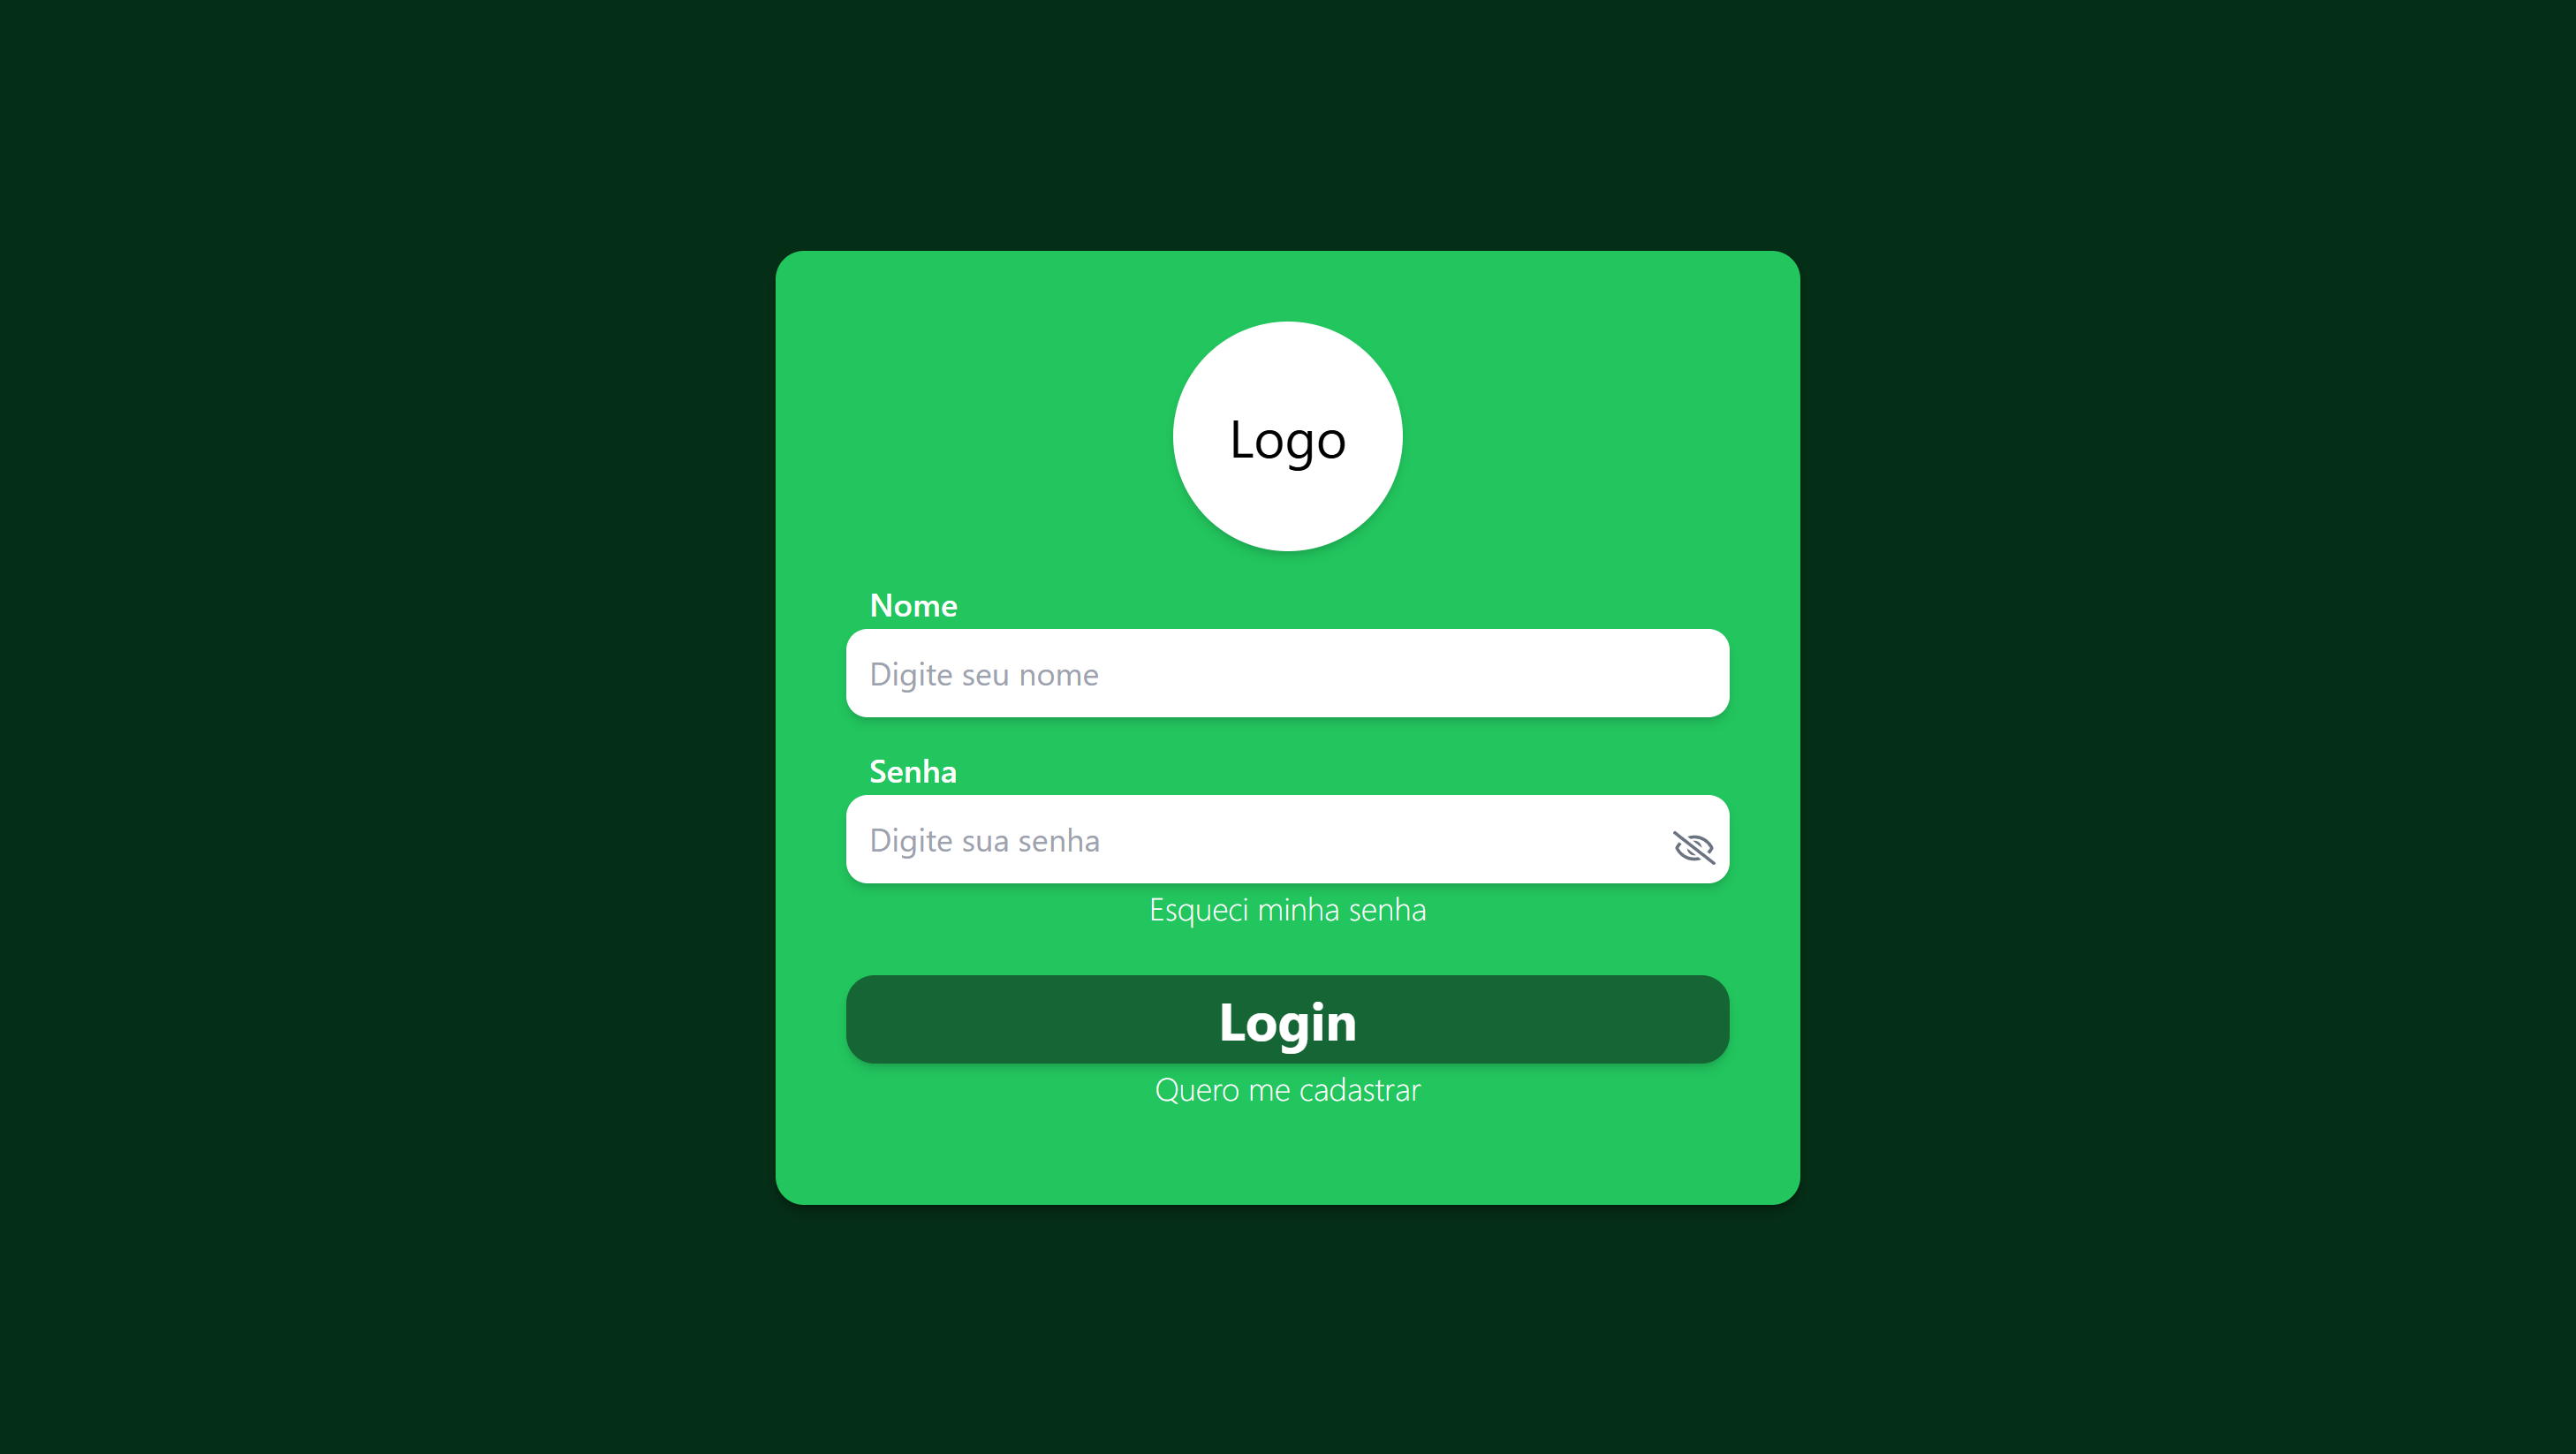 Logo
Nome
Digite seu nome
Senha
Digite sua senha
Esqueci minha senha
Login
Quero me cadastrar